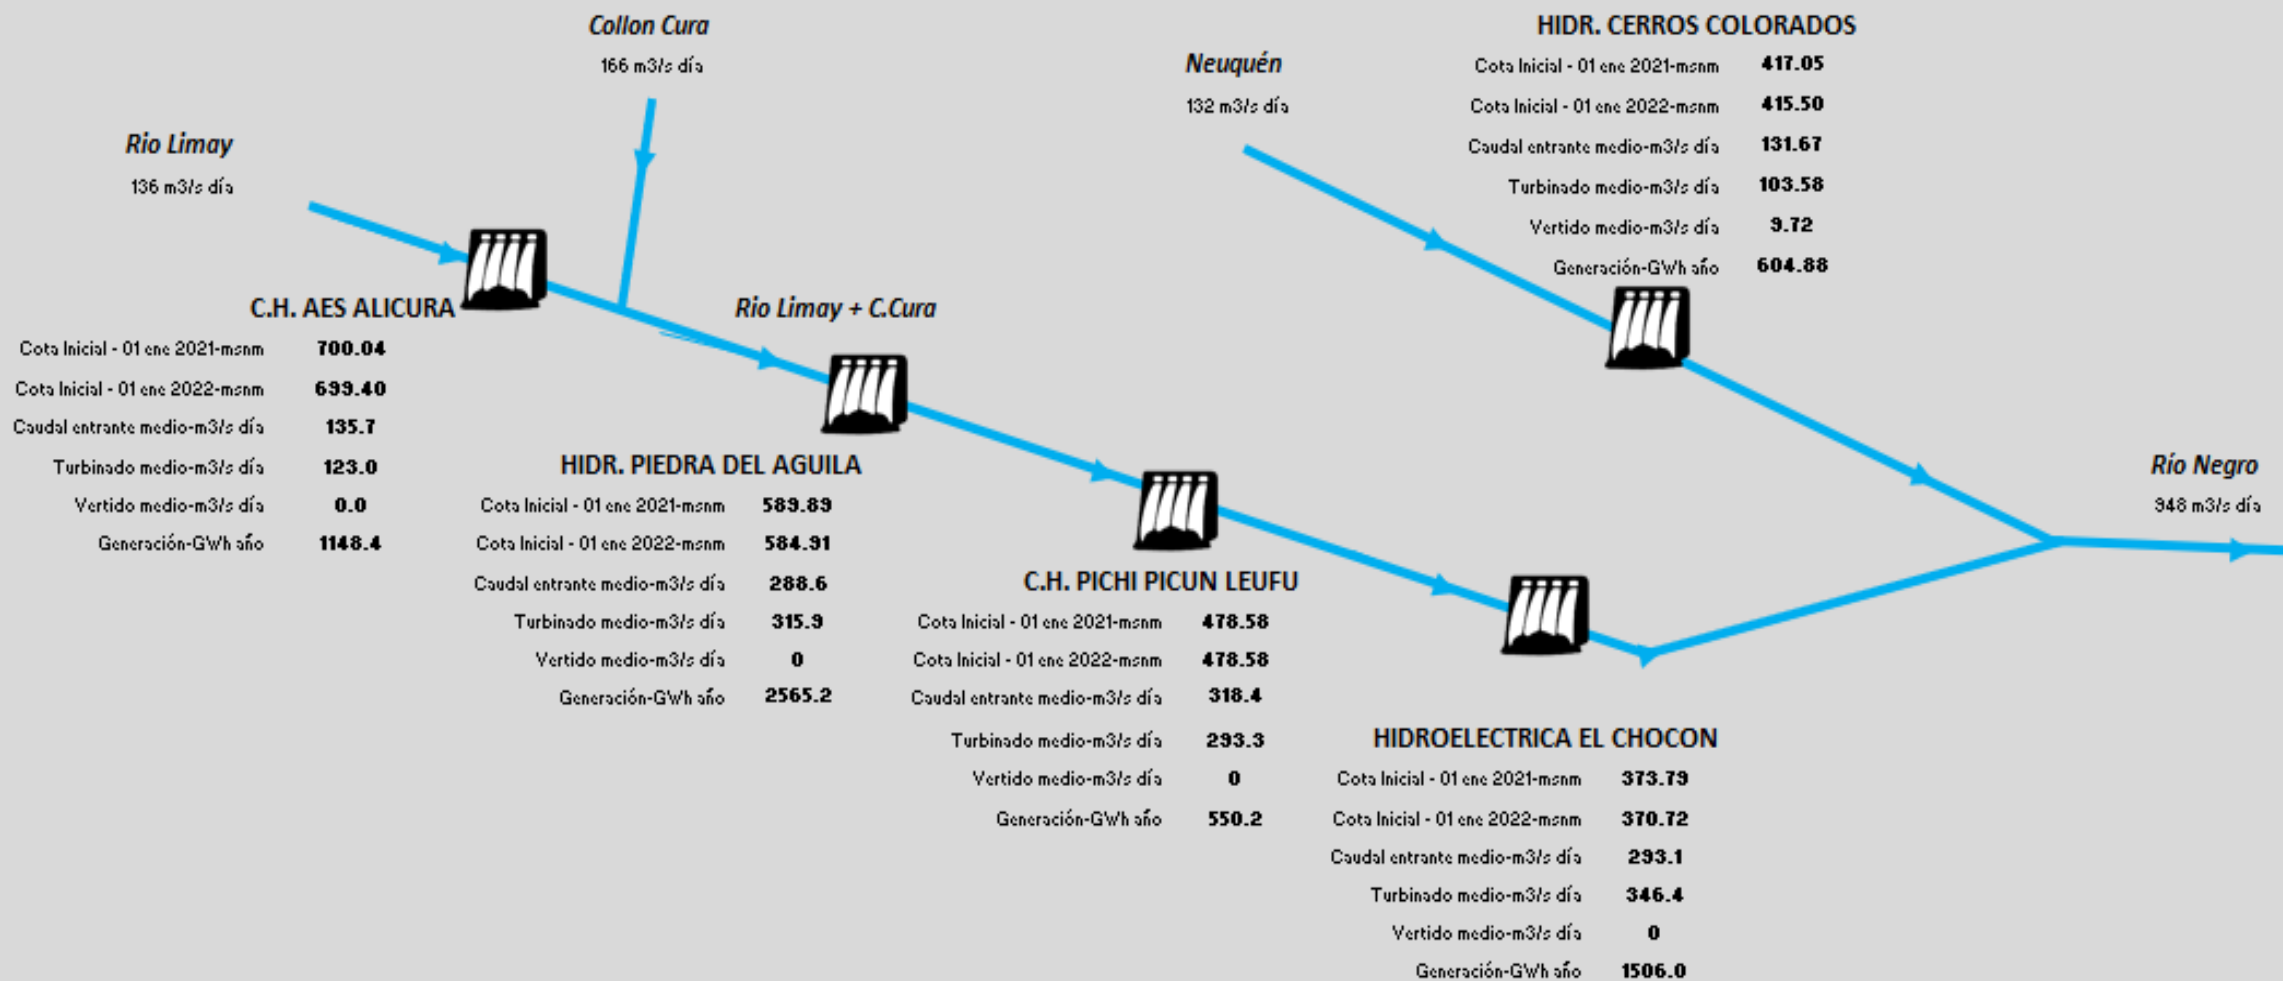 Collon Cura
166 m3/s día
Rio Limay
136 m3/s día
Neuquén
132 m3/s día
HIDR. CERROS COLORADOS
Cota Inicial - 01 ene 2021-msnm 417.05
Cota Inicial - 01 ene 2022-msnm 415.50
Caudal entrante medio-m3/s día 131.67
Turbinado medio-m3/s día 103.58
Vertido medio-m3/s día 9.72
Generación-GWh año 604.88
Rio Limay + C.Cura
C.H. AES ALICURA
Cota Inicial - 01 ene 2021-msnm 700.04
Cota Inicial - 01 ene 2022-msnm 699.40
Caudal entrante medio-m3/s día 135.7
Turbinado medio-m3/s día 123.0
Vertido medio-m3/s día 0.0
Generación-GWh año 1148.4
HIDR. PIEDRA DEL AGUILA
Cota Inicial - 01 ene 2021-msnm 589.89
Cota Inicial - 01 ene 2022-msnm 584.91
Caudal entrante medio-m3/s día 288.6
Turbinado medio-m3/s día 315.9
Vertido medio-m3/s día 0
Generación-GWh año 2565.2
C.H. PICHI PICUN LEUFU
Cota Inicial - 01 ene 2021-msnm 478.58
Cota Inicial - 01 ene 2022-msnm 478.58
Caudal entrante medio-m3/s día 318.4
Turbinado medio-m3/s día 293.3
Vertido medio-m3/s día 0
Generación-GWh año 550.2
HIDROELECTRICA EL CHOCON
Cota Inicial - 01 ene 2021-msnm 373.79
Cota Inicial - 01 ene 2022-msnm 370.72
Caudal entrante medio-m3/s día 293.1
Turbinado medio-m3/s día 346.4
Vertido medio-m3/s día 0
Generación-GWh año 1506.0
Río Negro
948 m3/s día